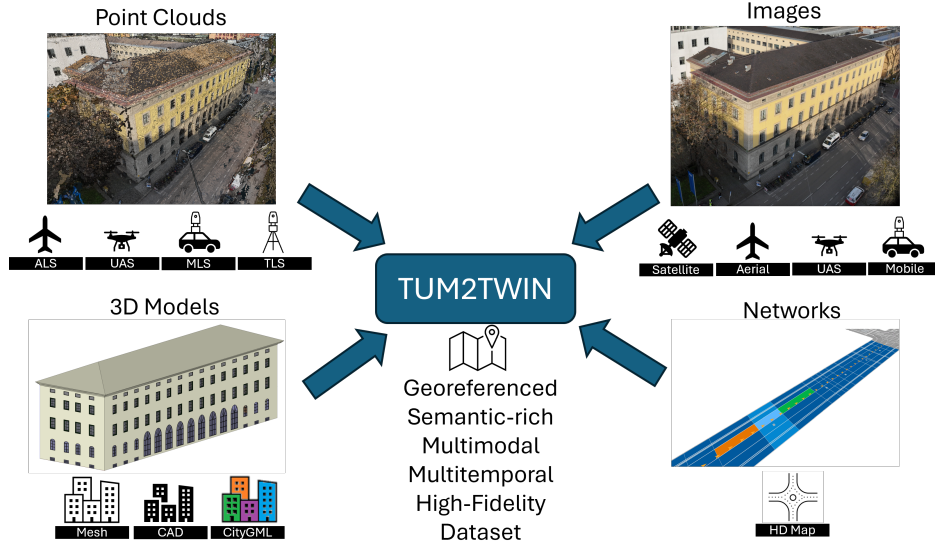 Point Clouds
Images
ALS
UAS
MLS
TLS
Satellite
Aerial
UAS
Mobile
TUM2TWIN
3D Models
Networks
Georeferenced
Semantic-rich
Multimodal
Multitemporal
High-Fidelity
Dataset
Mesh
CAD
CityGML
HD Map